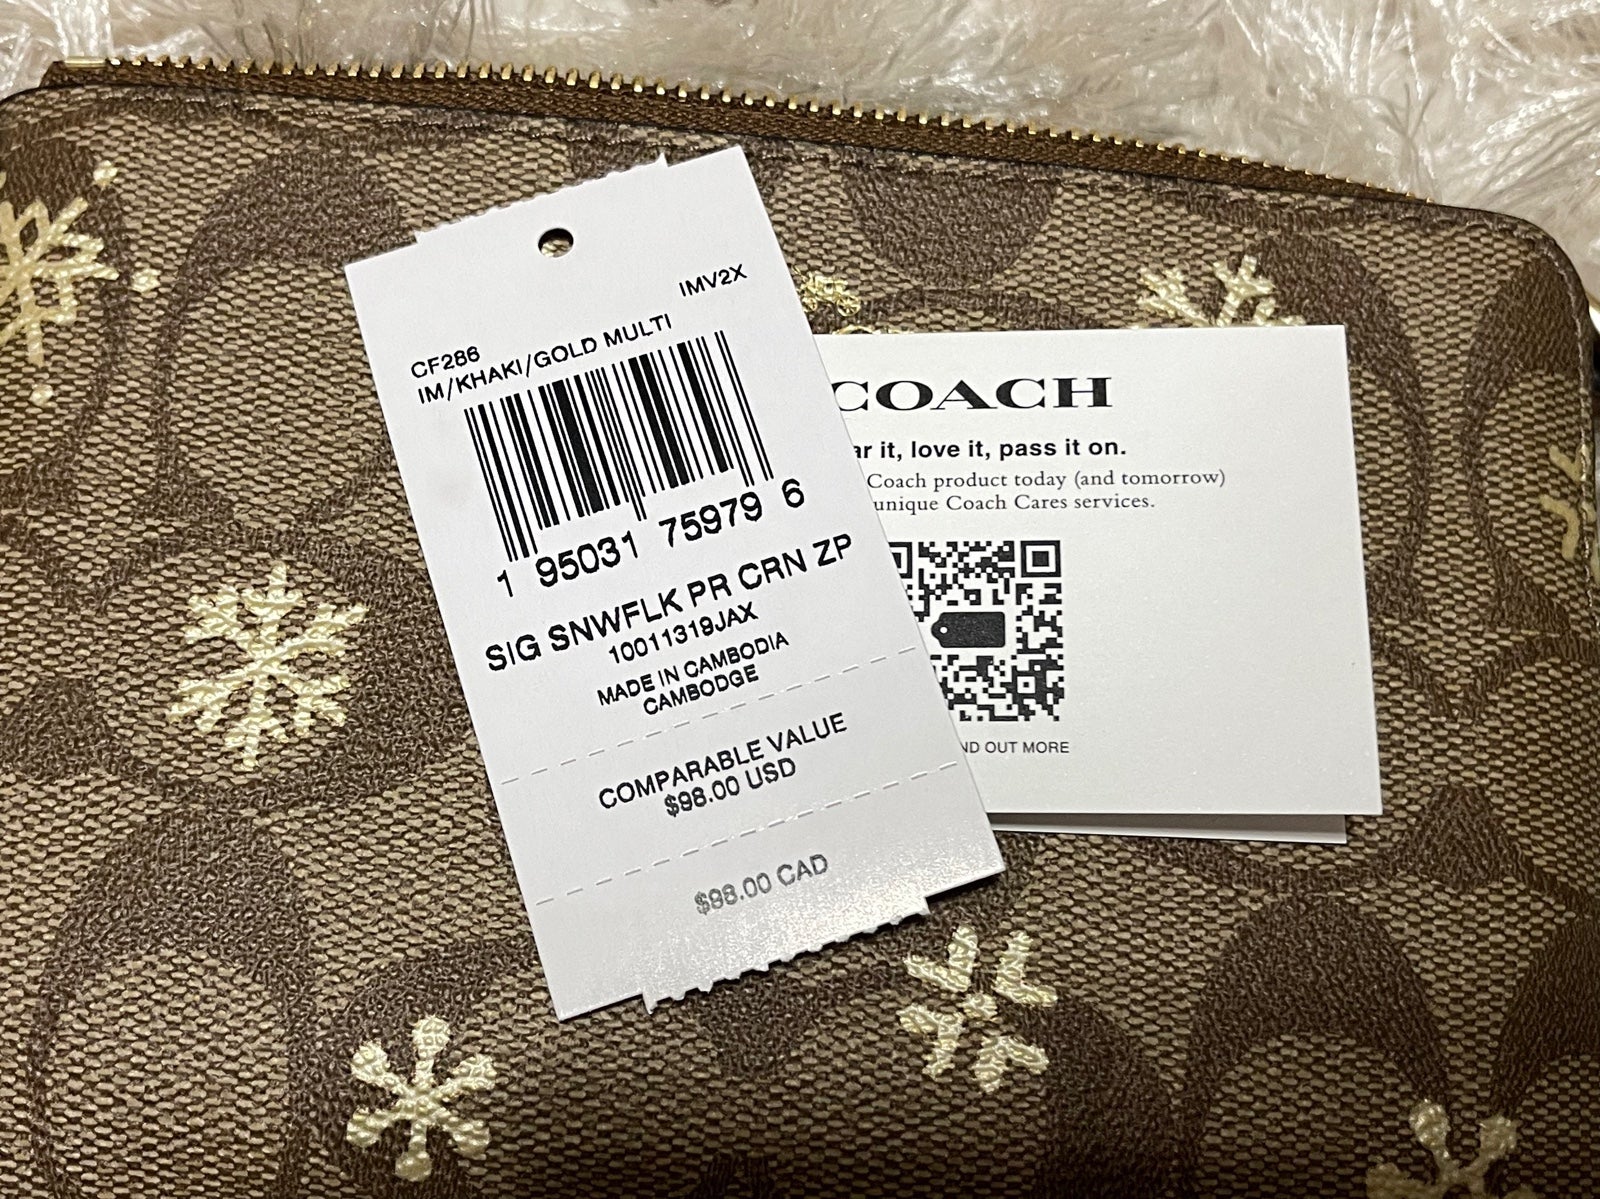 IMV2X
CF286
IM/KHAKI/GOLD MULTI
1 95031 75979 6
SIG SNWFLK PR CRN ZP
10011319JAX
MADE IN CAMBODIA
CAMBODGE
COMPARABLE VALUE
$98.00 USD
$98.00 CAD
COACH
it, love it, pass it on.
Coach product today (and tomorrow)
unique Coach Cares services.
OUT MORE